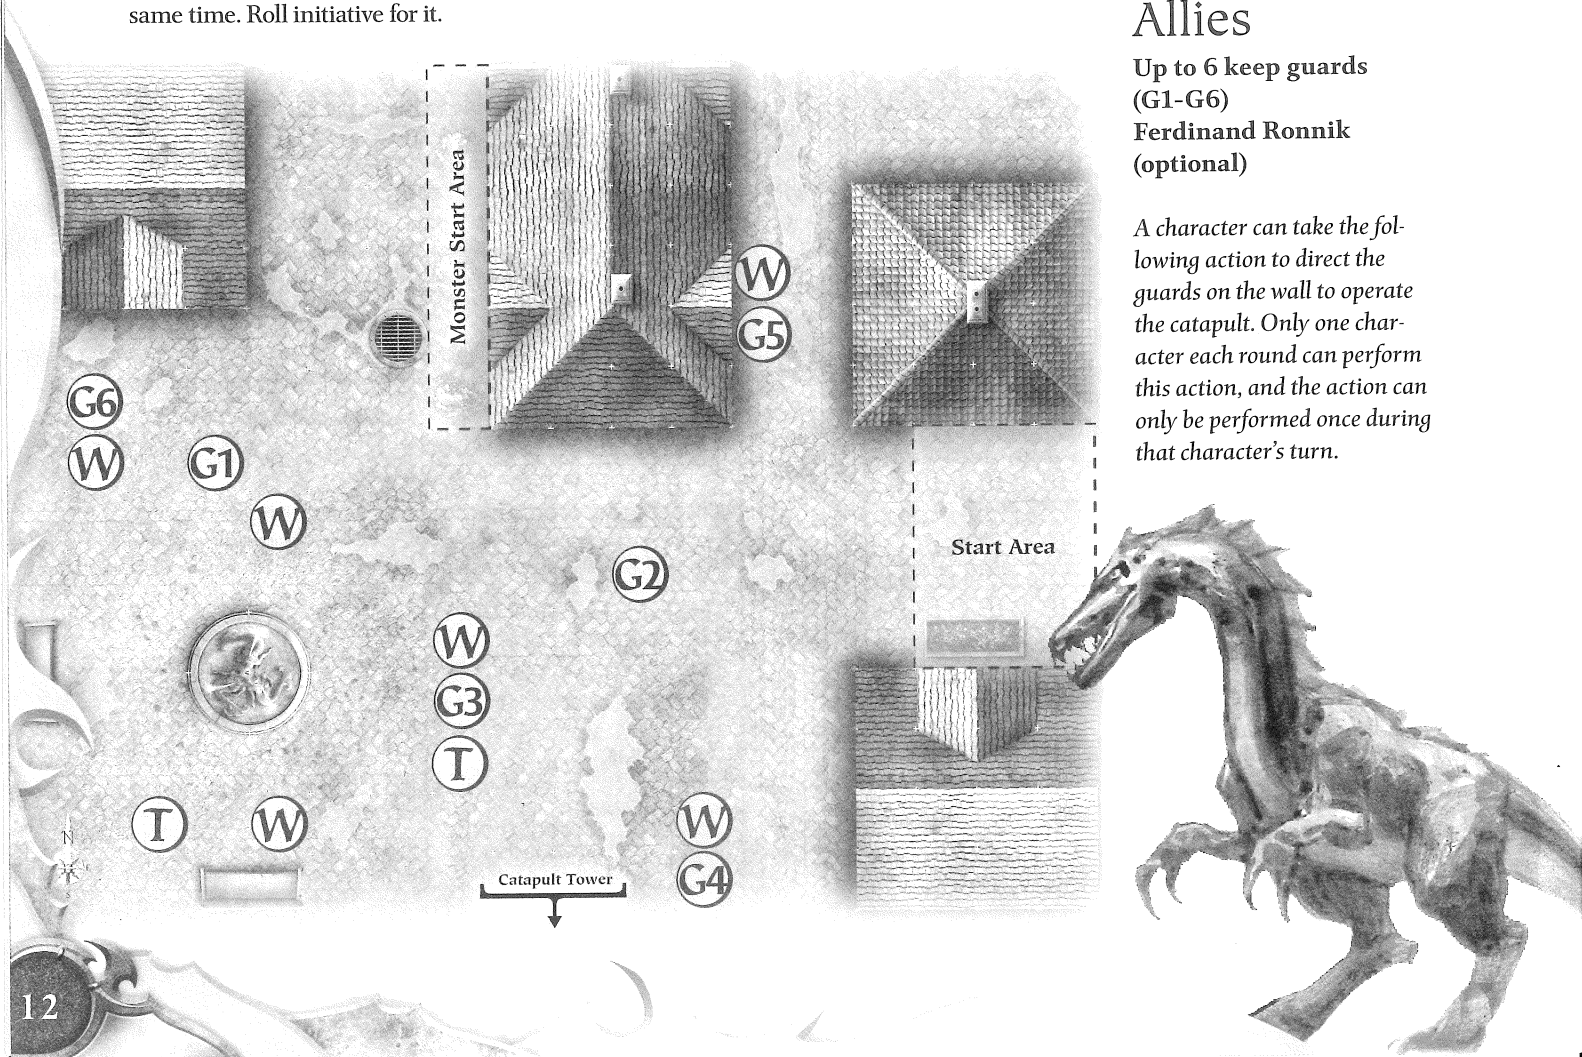 same time. Roll initiative for it.
Monster Start Area
W
G5
G6
W
G1
W
G2
Start Area
W
G3
T
T
W
W
G4
N
Catapult Tower
12
Allies
Up to 6 keep guards
(G1-G6)
Ferdinand Ronnik
(optional)
A character can take the fol-
lowing action to direct the
guards on the wall to operate
the catapult. Only one char-
acter each round can perform
this action, and the action can
only be performed once during
that character's turn.